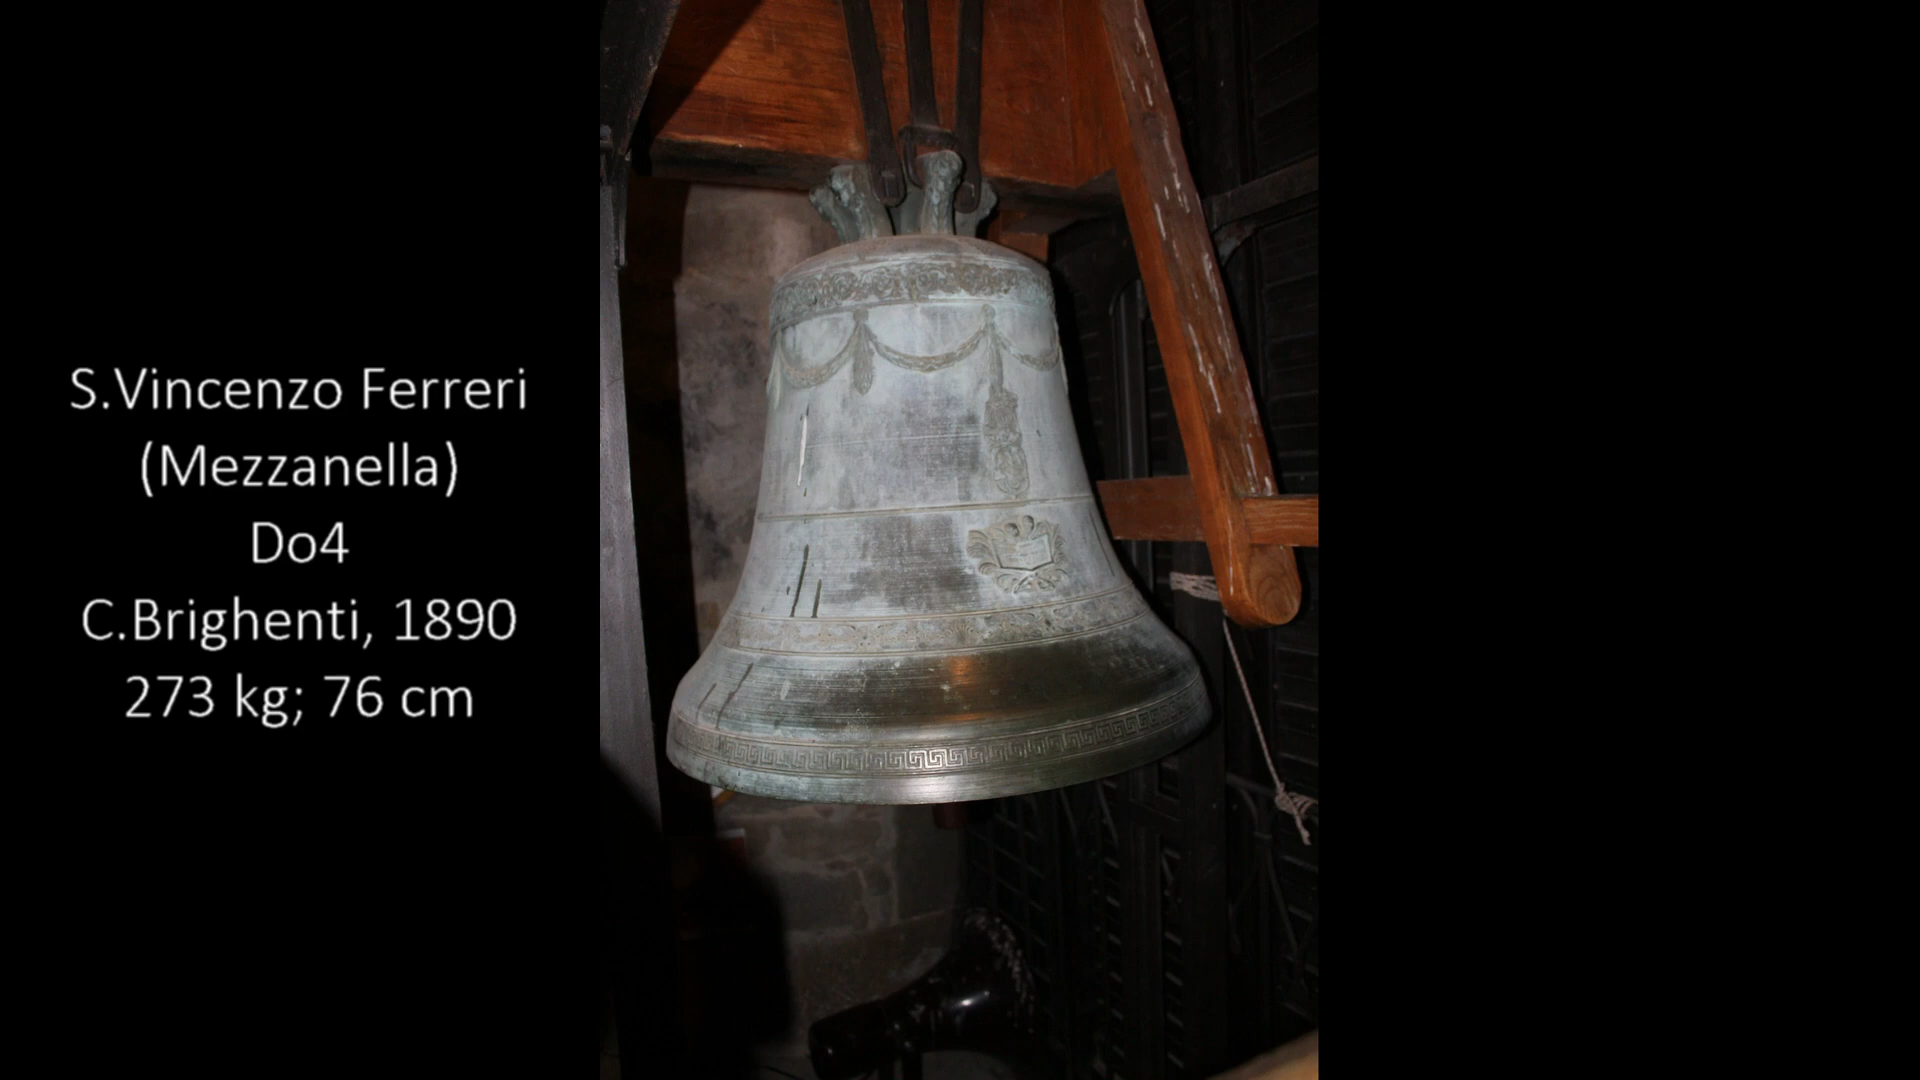 S.Vincenzo Ferreri
(Mezzanella)
Do4
C.Brighenti, 1890
273 kg; 76 cm